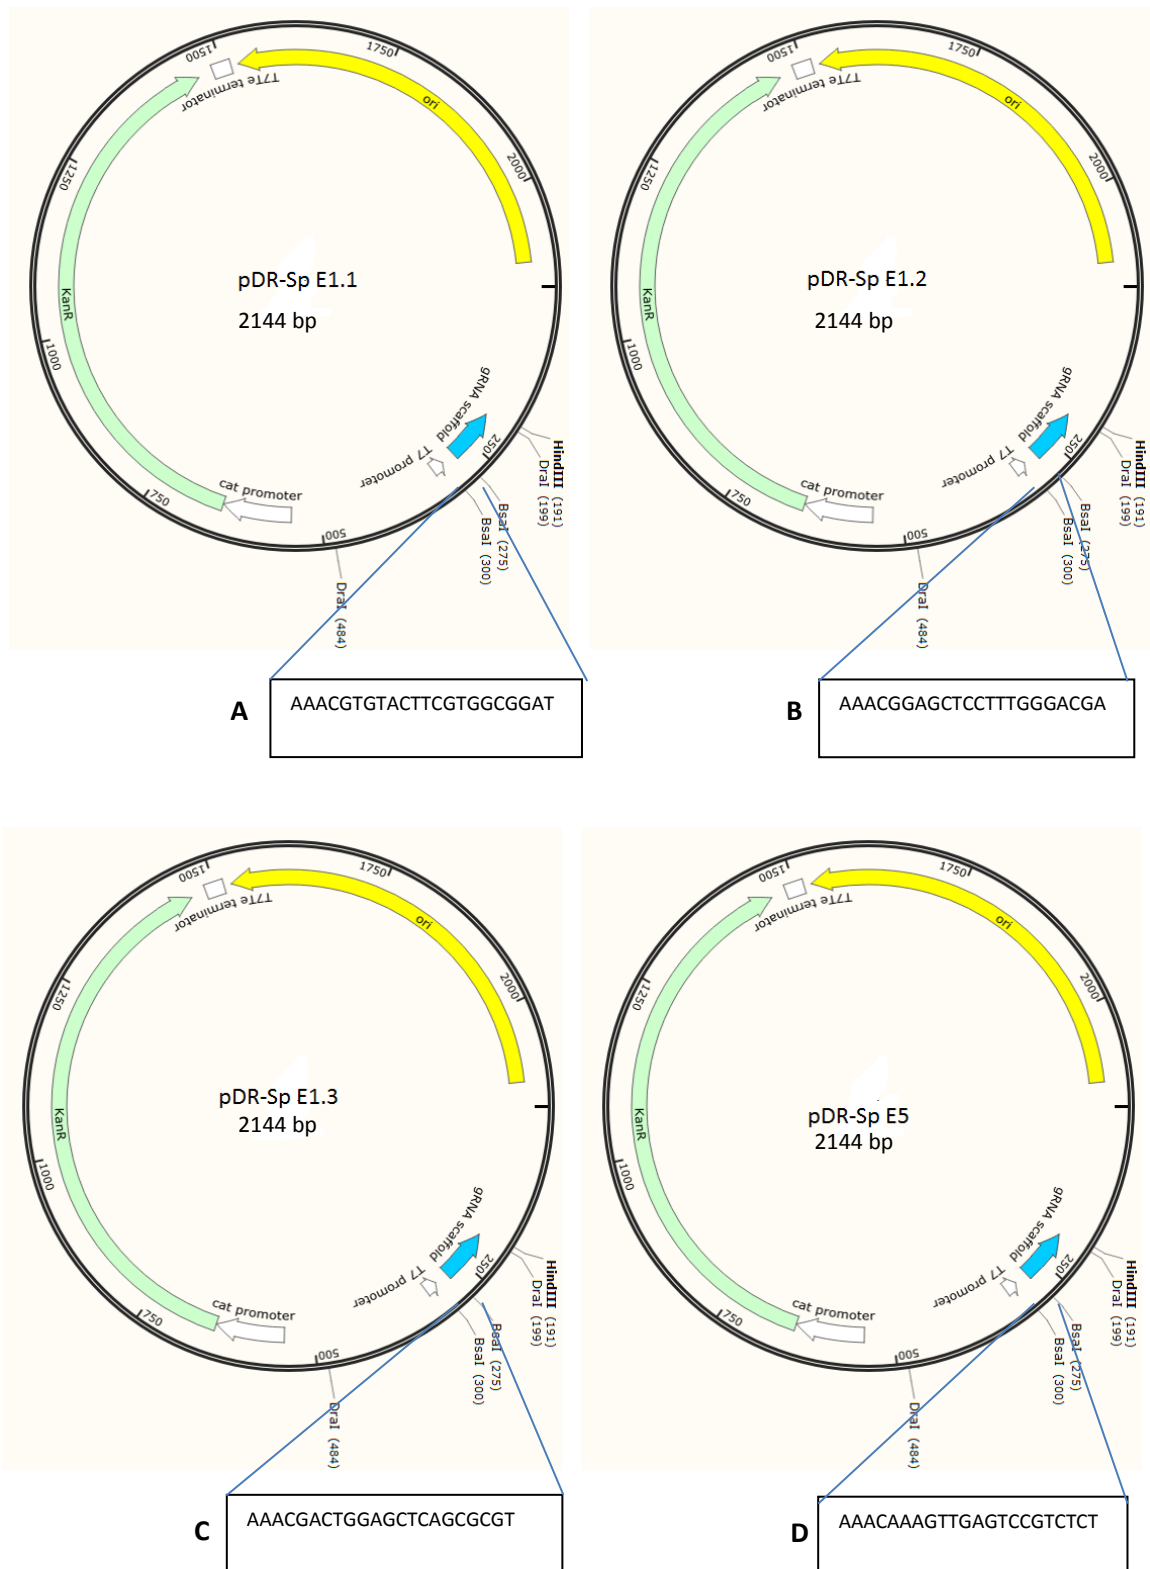 1500
1750
T7Te terminator
ori
2000
1250
KanR
pDR-Sp E1.1
2144 bp
1000
gRNA scaffold
T7 promoter
250
HindIII (191)
DraI (199)
cat promoter
750
BsaI (275)
BsaI (300)
500
DraI (484)
A
AAACGTGTACTTCGTGGCGGAT
1500
1750
T7Te terminator
ori
2000
1250
KanR
pDR-Sp E1.2
2144 bp
1000
gRNA scaffold
T7 promoter
250
HindIII (191)
DraI (199)
cat promoter
750
BsaI (275)
BsaI (300)
500
DraI (484)
B
AAACGGAGCTCCTTTGGGACGA
1500
1750
T7Te terminator
ori
2000
1250
KanR
pDR-Sp E1.3
2144 bp
1000
gRNA scaffold
T7 promoter
250
HindIII (191)
DraI (199)
cat promoter
750
BsaI (275)
BsaI (300)
500
DraI (484)
C
AAACGACTGGAGCTCAGCGCGT
1500
1750
T7Te terminator
ori
2000
1250
KanR
pDR-Sp E5
2144 bp
1000
gRNA scaffold
T7 promoter
250
HindIII (191)
DraI (199)
cat promoter
750
BsaI (275)
BsaI (300)
500
DraI (484)
D
AAACAAAGTTGAGTCCGTCTCT